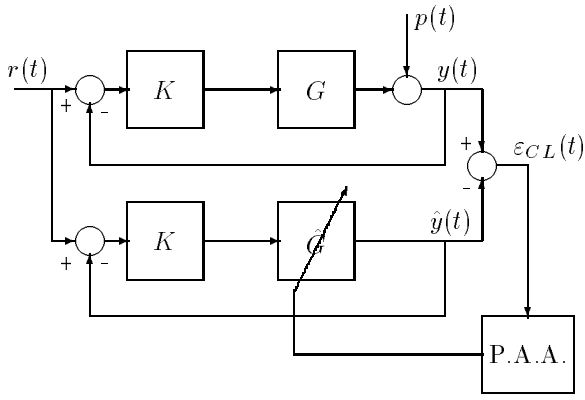 p(t)
r(t)
K
G
y(t)
+
-
+
ε_{CL}(t)
-
K
Ĝ
ŷ(t)
+
-
P.A.A.